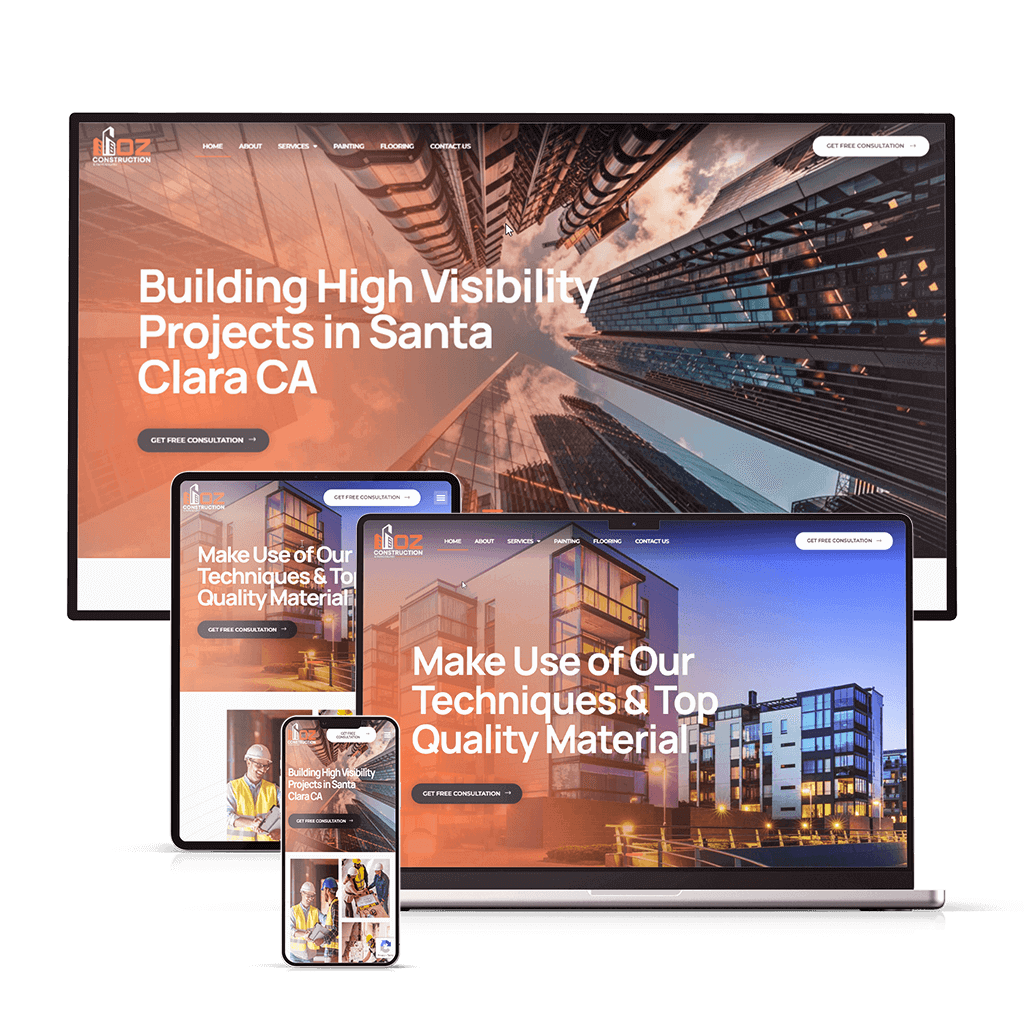 OZ
CONSTRUCTION
HOME ABOUT SERVICES PAINTING FLOORING CONTACT US
GET FREE CONSULTATION →
Building High Visibility
Projects in Santa
Clara CA
GET FREE CONSULTATION →
OZ
CONSTRUCTION
GET FREE CONSULTATION →
Make Use of Our
Techniques & Top
Quality Material
GET FREE CONSULTATION →
OZ
CONSTRUCTION
HOME ABOUT SERVICES PAINTING FLOORING CONTACT US
GET FREE CONSULTATION →
Make Use of Our
Techniques & Top
Quality Material
GET FREE CONSULTATION →
CONSTRUCTION
GET FREE
CONSULTATION →
Building High Visibility
Projects in Santa
Clara CA
GET FREE CONSULTATION →